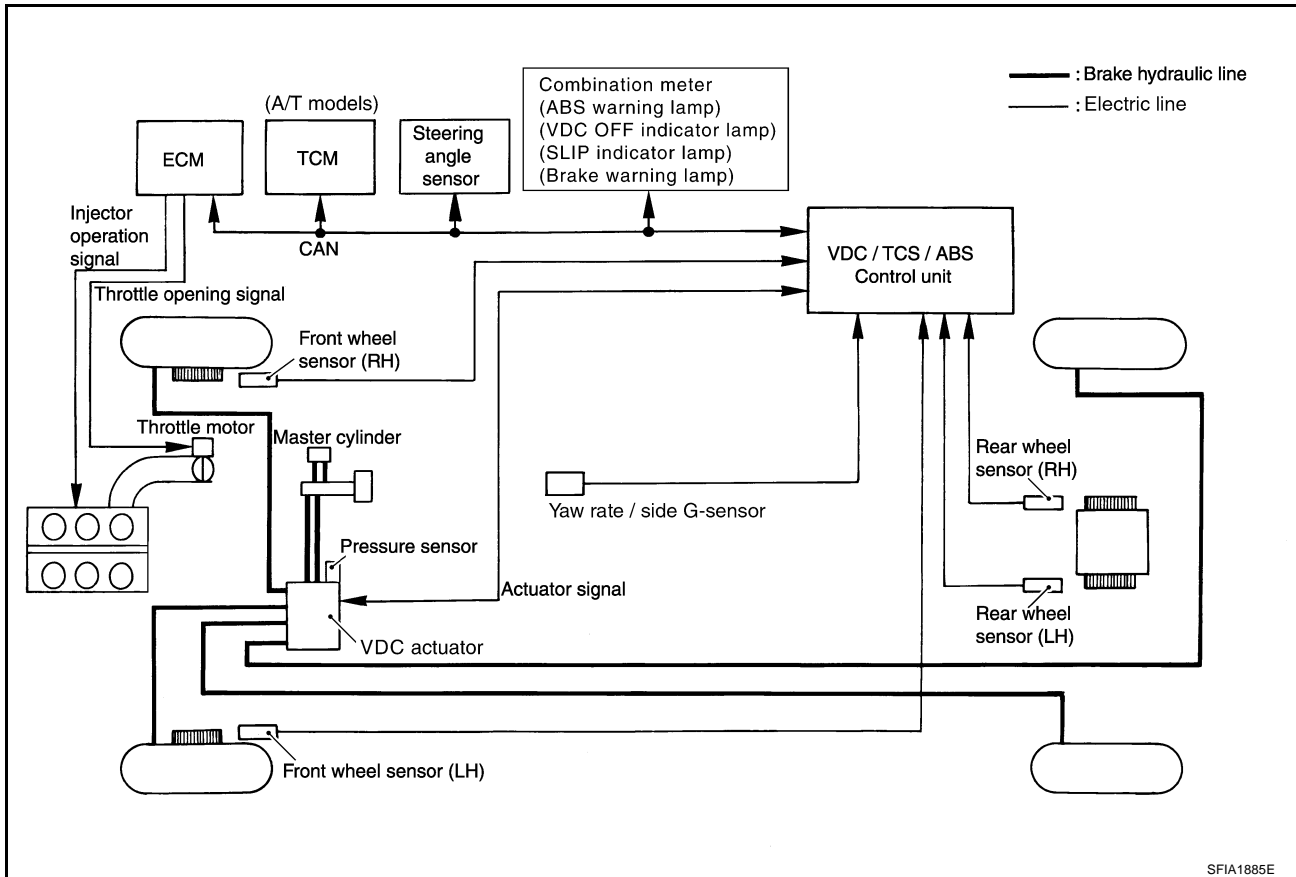 : Brake hydraulic line
: Electric line
Combination meter
(ABS warning lamp)
(VDC OFF indicator lamp)
(SLIP indicator lamp)
(Brake warning lamp)
(A/T models)
ECM
TCM
Steering
angle
sensor
Injector
operation
signal
CAN
VDC / TCS / ABS
Control unit
Throttle opening signal
Front wheel
sensor (RH)
Throttle motor
Master cylinder
Rear wheel
sensor (RH)
Yaw rate / side G-sensor
Pressure sensor
Actuator signal
Rear wheel
sensor (LH)
VDC actuator
Front wheel sensor (LH)
SFIA1885E